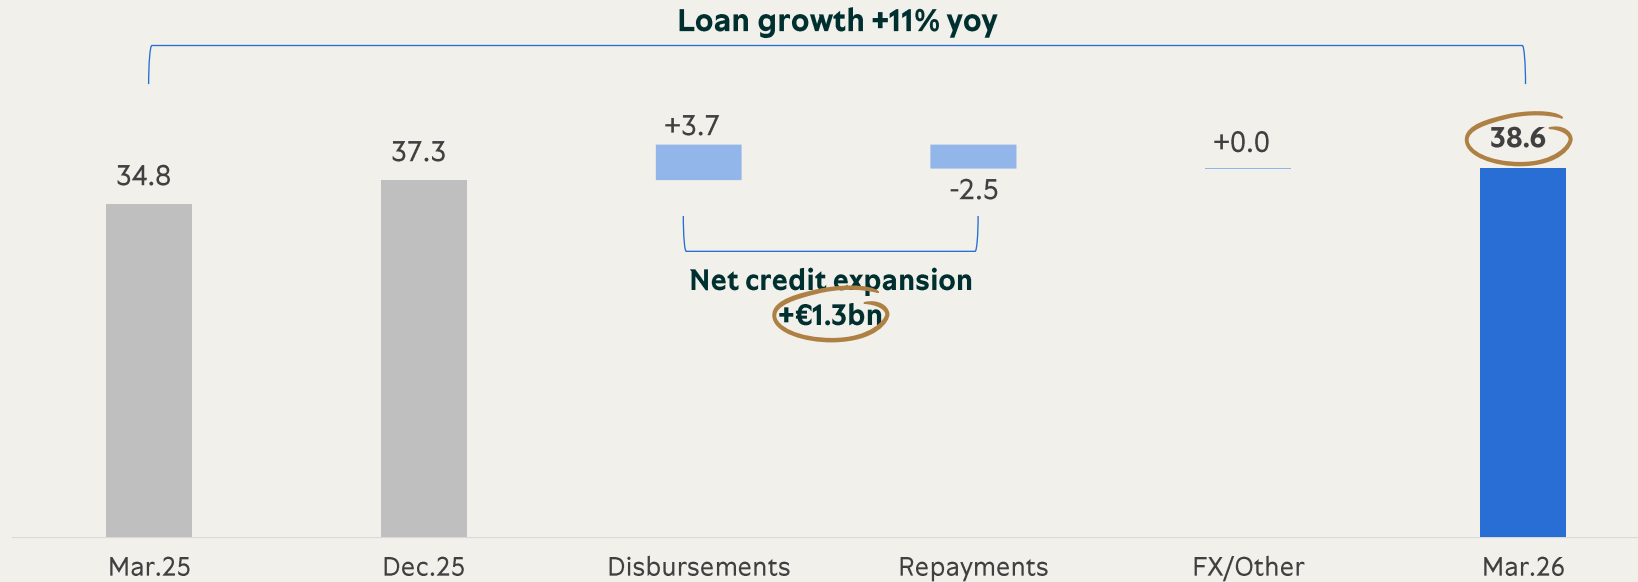 Loan growth +11% yoy
34.8
37.3
+3.7
-2.5
+0.0
38.6
Net credit expansion
+€1.3bn
Mar.25
Dec.25
Disbursements
Repayments
FX/Other
Mar.26